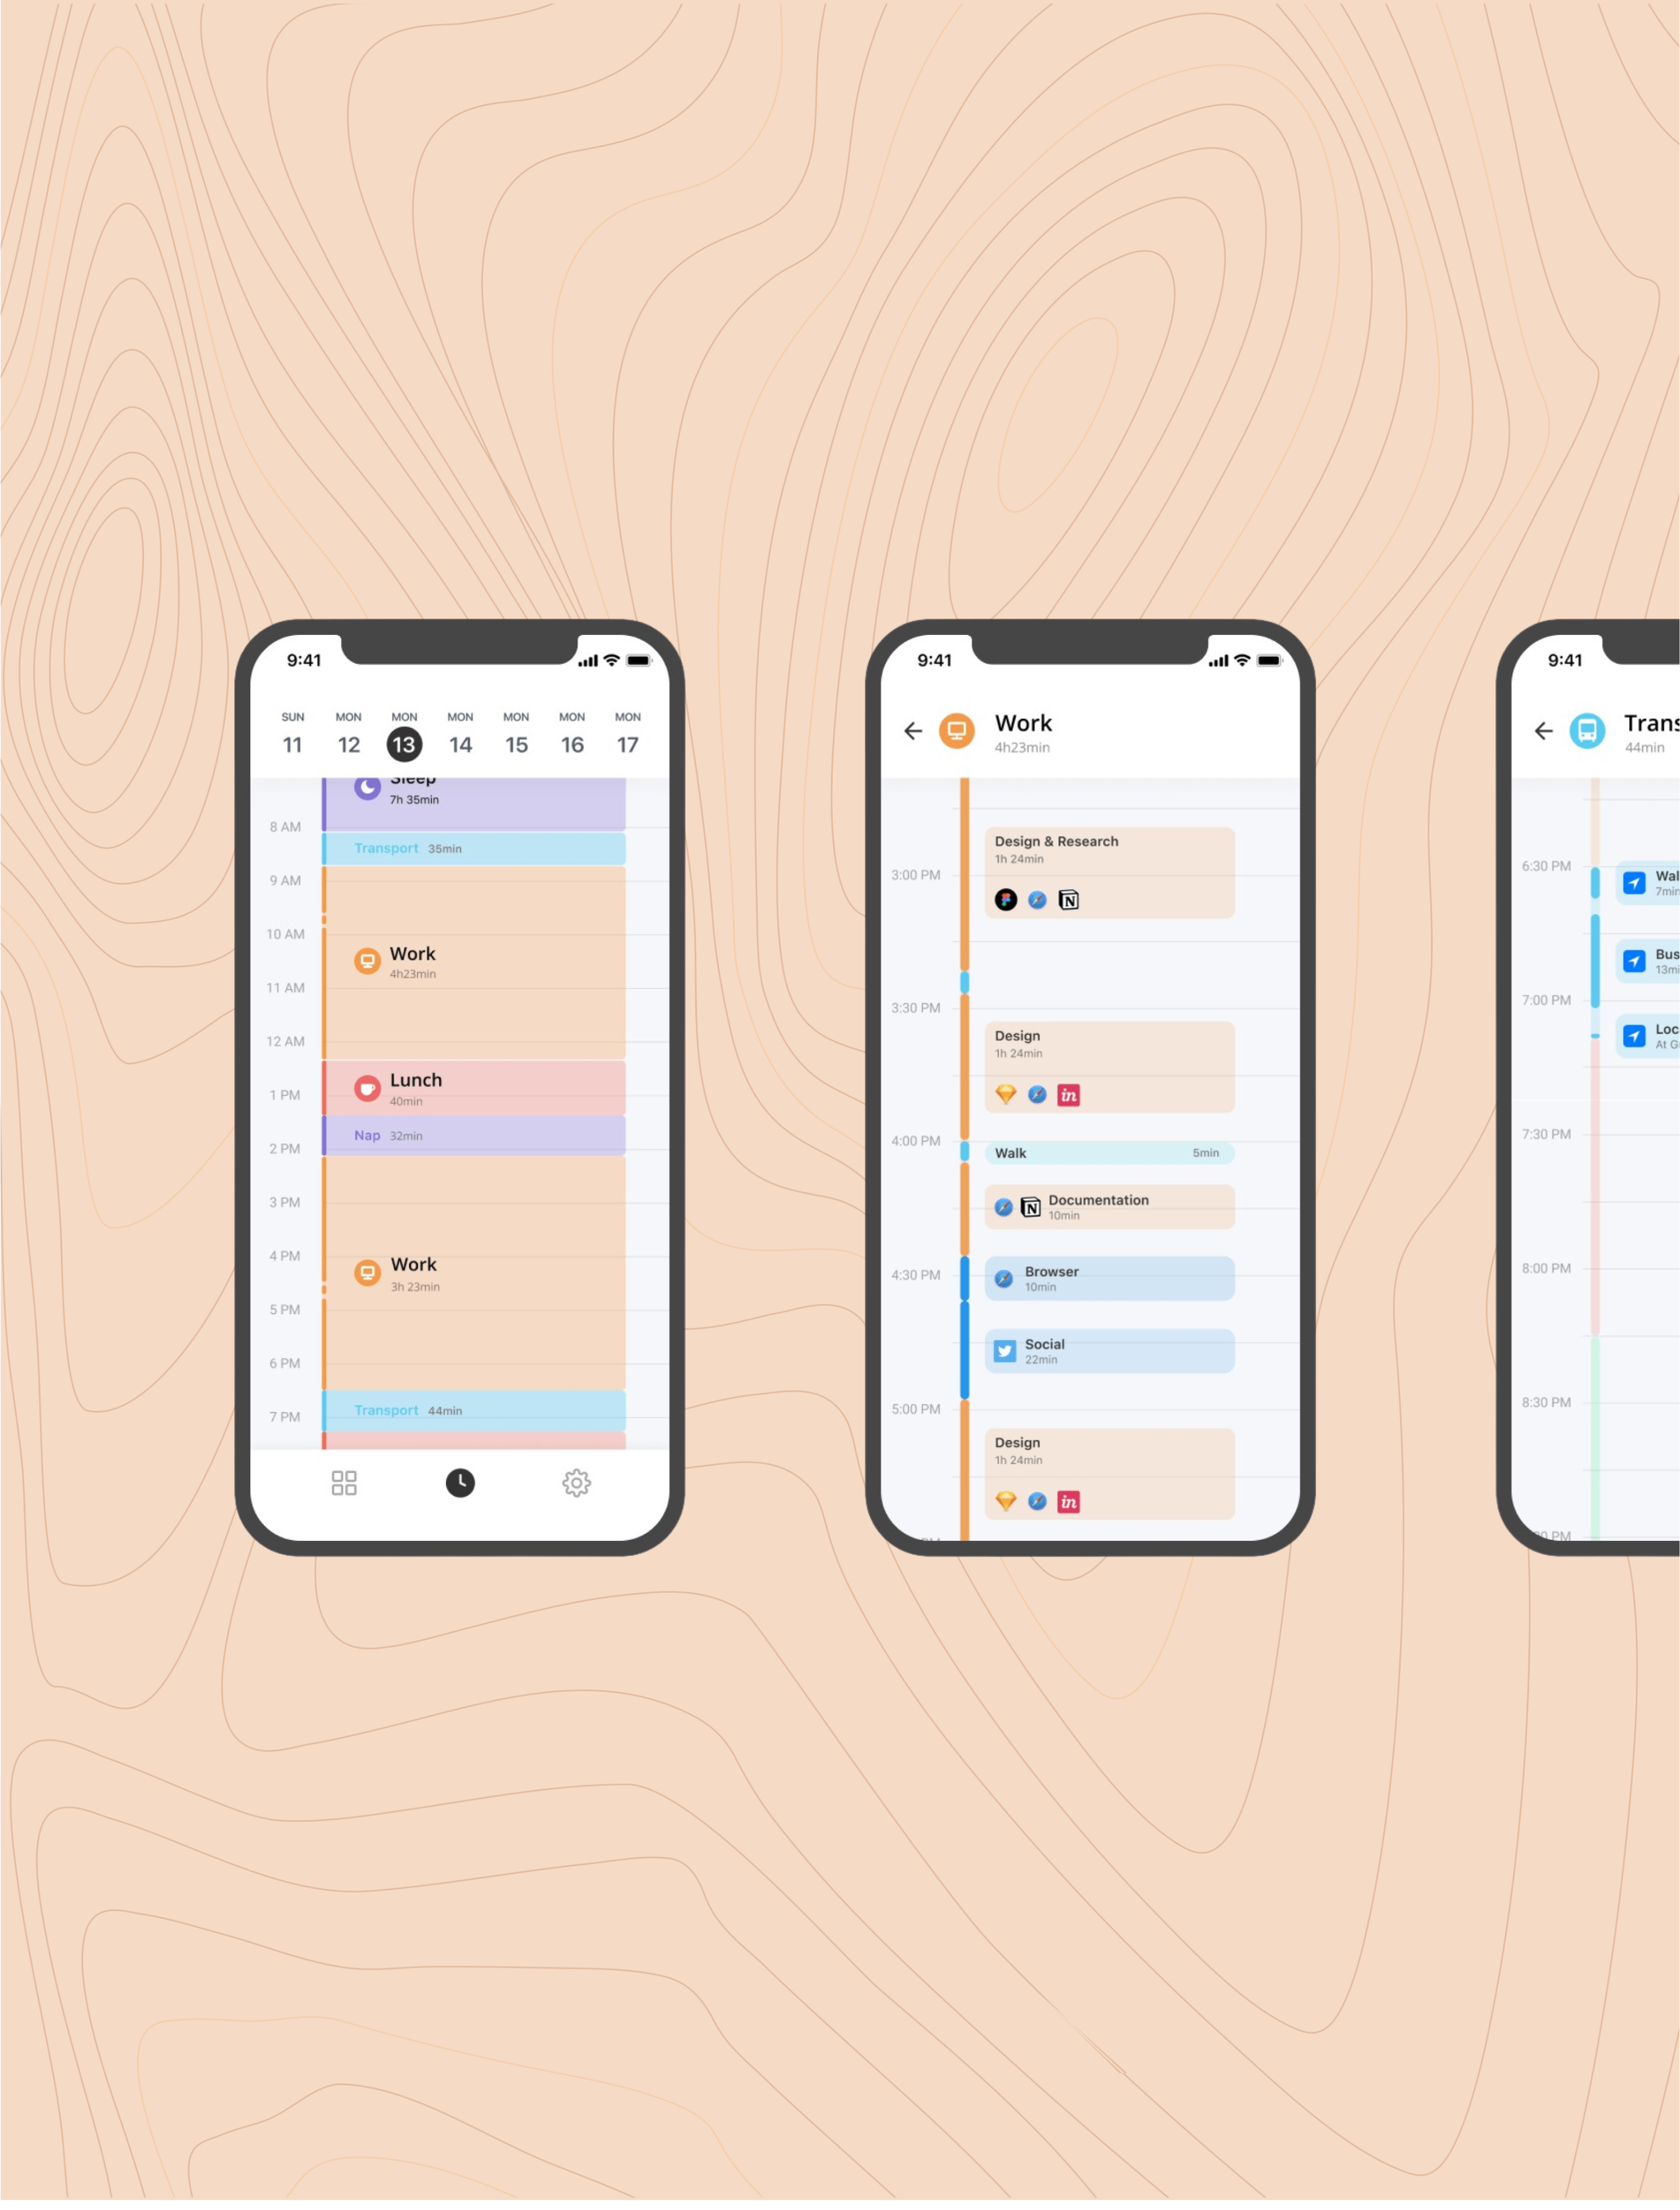 9:41
SUN MON MON MON MON MON MON
11 12 13 14 15 16 17
Sleep
7h 35min
8 AM
Transport 35min
9 AM
10 AM
Work
4h23min
11 AM
12 AM
Lunch
40min
1 PM
Nap 32min
2 PM
3 PM
4 PM
Work
3h 23min
5 PM
6 PM
Transport 44min
7 PM
9:41
Work
4h23min
Design & Research
1h 24min
3:00 PM
N
3:30 PM
Design
1h 24min
in
4:00 PM
Walk 5min
N
Documentation
10min
4:30 PM
Browser
10min
Social
22min
5:00 PM
Design
1h 24min
in
9:41
Trans
44min
6:30 PM
Wal
7min
Bus
13mi
7:00 PM
Loc
At G
7:30 PM
8:00 PM
8:30 PM